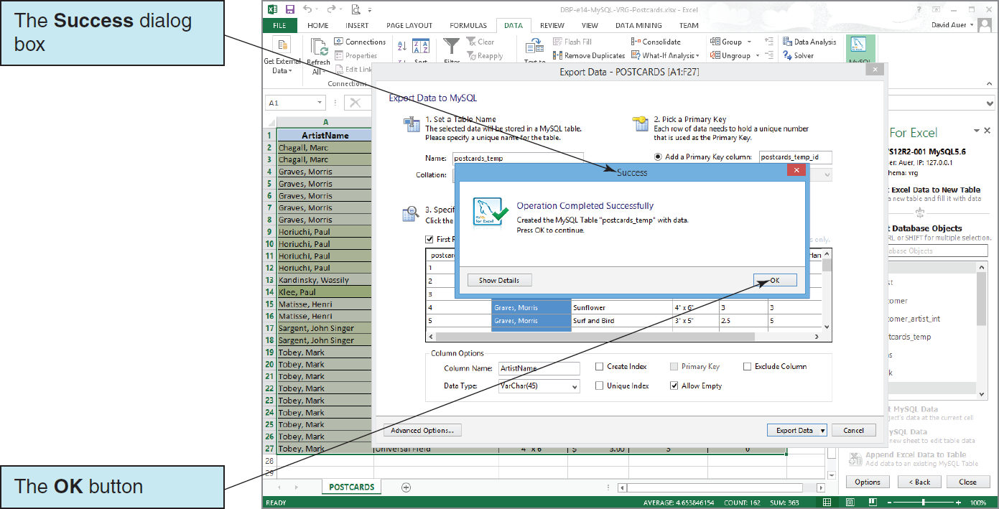 The Success dialog
box
DBP-e14-MySQL-VRG-Postcards.xlsx - Excel
FILE HOME INSERT PAGE LAYOUT FORMULAS DATA REVIEW VIEW DATA MINING TEAM
David Auer
Get External
Data
Refresh
All
Connections
Properties
Edit Link
Connections
Sort
Filter
Clear
Reapply
Text to
Flash Fill
Remove Duplicates
Consolidate
What-If Analysis
Group
Ungroup
Data Analysis
Solver
MySQL
Export Data - POSTCARDS [A1:F27]
A1
Export Data to MySQL
1. Set a Table Name
The selected data will be stored in a MySQL table.
Please specify a unique name for the table.
Name: postcards_temp
Collation:
2. Pick a Primary Key
Each row of data needs to hold a unique number
that is used as the Primary Key.
Add a Primary Key column: postcards_temp_id
3. Specif
Click the
First R
s only.
postcar
Han
1
2
3
4 Graves, Morris Sunflower 4" x 6" 3 3
5 Graves, Morris Surf and Bird 3" x 5" 2.5 5
Success
Operation Completed Successfully
Created the MySQL Table "postcards_temp" with data.
Press OK to continue.
Show Details
OK
Column Options
Column Name: ArtistName
Create Index
Primary Key
Exclude Column
Data Type: VarChar(45)
Unique Index
Allow Empty
Advanced Options...
Export Data
Cancel
A
1 ArtistName
2 Chagall, Marc
3 Chagall, Marc
4 Graves, Morris
5 Graves, Morris
6 Graves, Morris
7 Graves, Morris
8 Graves, Morris
9 Horiuchi, Paul
10 Horiuchi, Paul
11 Horiuchi, Paul
12 Horiuchi, Paul
13 Kandinsky, Wassily
14 Klee, Paul
15 Matisse, Henri
16 Matisse, Henri
17 Sargent, John Singer
18 Sargent, John Singer
19 Tobey, Mark
20 Tobey, Mark
21 Tobey, Mark
22 Tobey, Mark
23 Tobey, Mark
24 Tobey, Mark
25 Tobey, Mark
26 Tobey, Mark
27 Tobey, Mark Universal Field 4" x 6" $ 3.00 3 0
28
29
For Excel
'S12R2-001 MySQL5.6
er: Auer, IP: 127.0.0.1
hema: vrg
t Excel Data to New Table
a new table and fill it with data
t Database Objects
RL or SHIFT for multiple selection.
abase Objects
st
omer
omer_artist_int
tcards_temp
ns
k
t MySQL Data
ject's data at the current cell
ySQL Data
new sheet to edit table data
Append Excel Data to Table
Add data to an existing MySQL Table
Options
< Back
Close
POSTCARDS
READY
AVERAGE: 4.653846154 COUNT: 162 SUM: 363
100%
The OK button